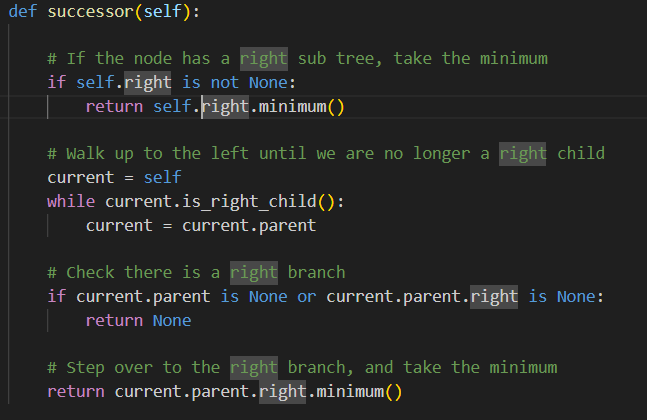 def successor(self):
# If the node has a right sub tree, take the minimum
if self.right is not None:
return self.right.minimum()
# Walk up to the left until we are no longer a right child
current = self
while current.is_right_child():
current = current.parent
# Check there is a right branch
if current.parent is None or current.parent.right is None:
return None
# Step over to the right branch, and take the minimum
return current.parent.right.minimum()